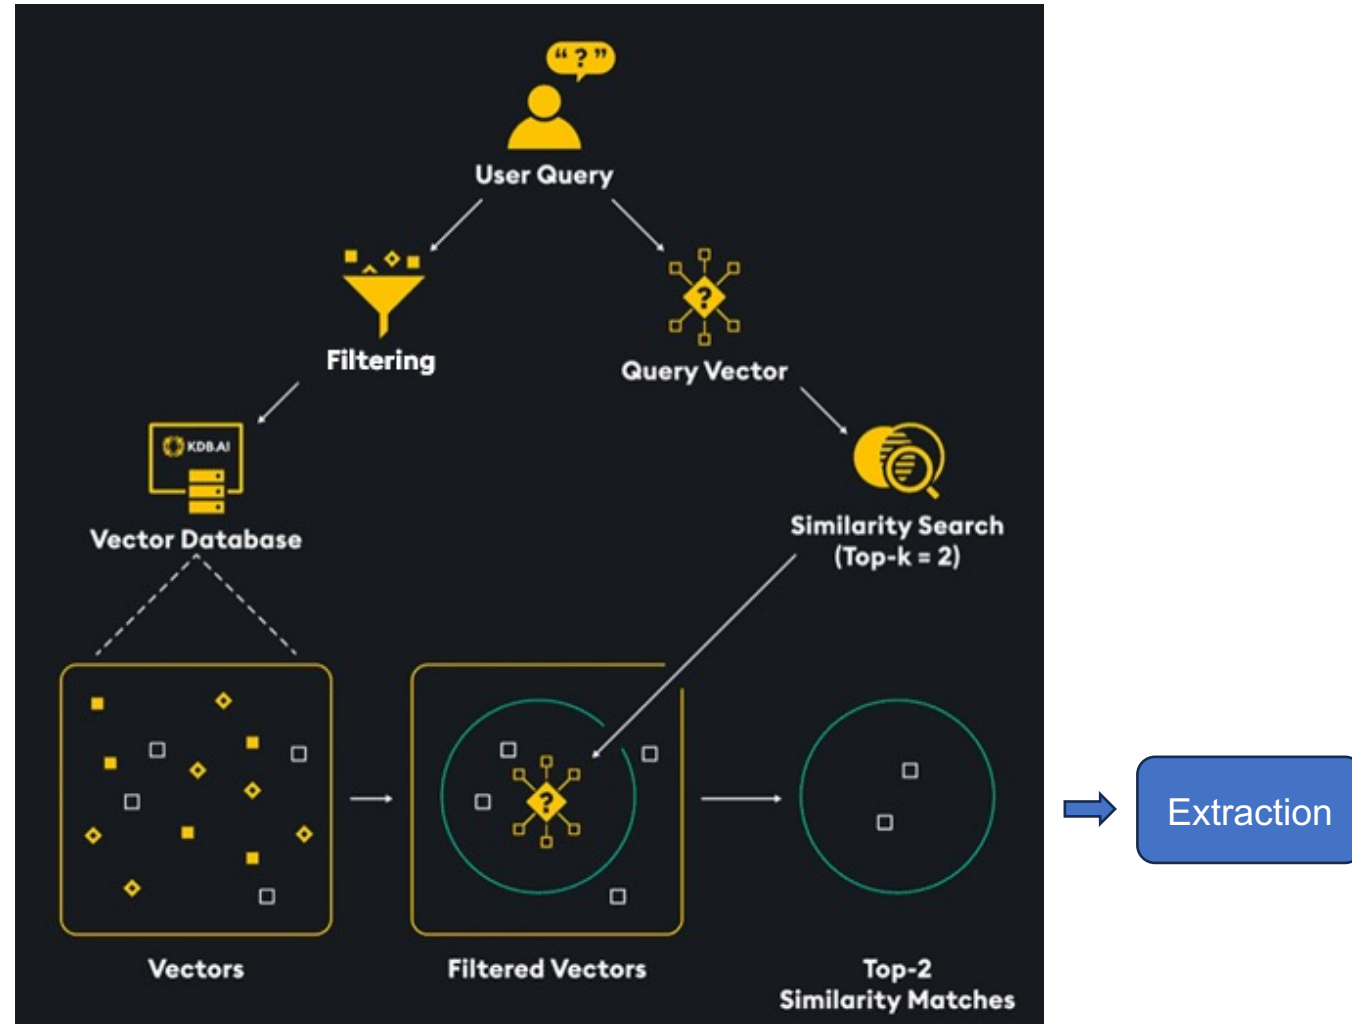 “ ? ”
User Query
Filtering
?
Query Vector
KDB.AI
Vector Database
Similarity Search
(Top-k = 2)
?
Vectors
Filtered Vectors
Top-2
Similarity Matches
Extraction